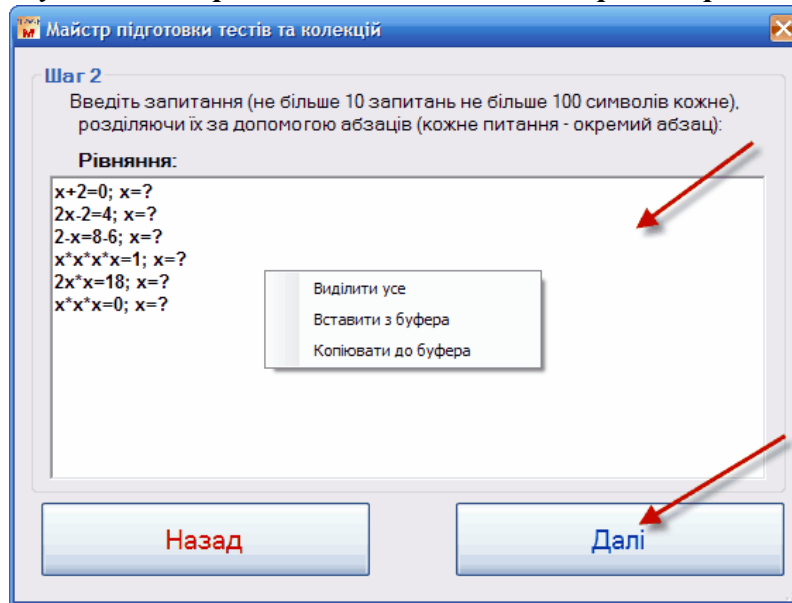 Майстр підготовки тестів та колекцій
Шаг 2
Введіть запитання (не більше 10 запитань не більше 100 символів кожне),
розділяючи їх за допомогою абзаців (кожне питання - окремий абзац):
Рівняння:
x+2=0; x=?
2x-2=4; x=?
2-x=8-6; x=?
x*x*x*x=1; x=?
2x*x=18; x=?
x*x*x=0; x=?
Виділити усе
Вставити з буфера
Копіювати до буфера
Назад
Далі